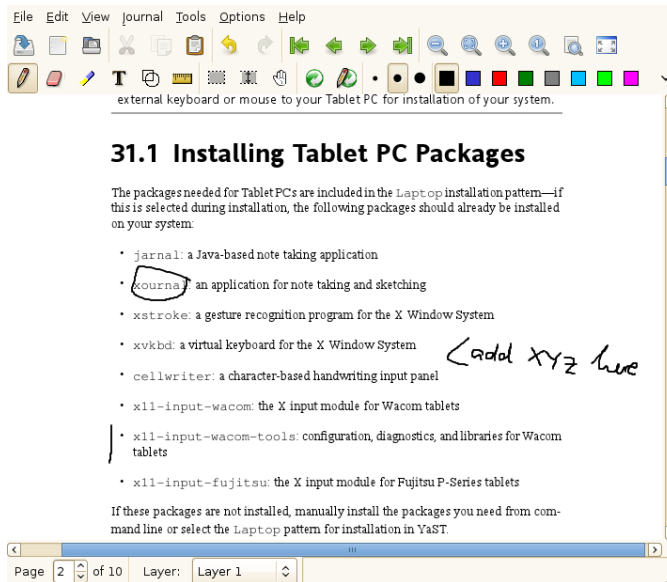 File Edit View Journal Tools Options Help
T
external keyboard or mouse to your Tablet PC for installation of your system.
31.1 Installing Tablet PC Packages
The packages needed for Tablet PCs are included in the Laptop installation pattern—if
this is selected during installation, the following packages should already be installed
on your system:
• jarnal: a Java-based note taking application
• xournal: an application for note taking and sketching
• xstroke: a gesture recognition program for the X Window System
• xvkbd: a virtual keyboard for the X Window System
<add XYZ here
• cellwriter: a character-based handwriting input panel
• x11-input-wacom: the X input module for Wacom tablets
• x11-input-wacom-tools: configuration, diagnostics, and libraries for Wacom
tablets
• x11-input-fujitsu: the X input module for Fujitsu P-Series tablets
If these packages are not installed, manually install the packages you need from com-
mand line or select the Laptop pattern for installation in YaST.
Page 2 of 10 Layer: Layer 1